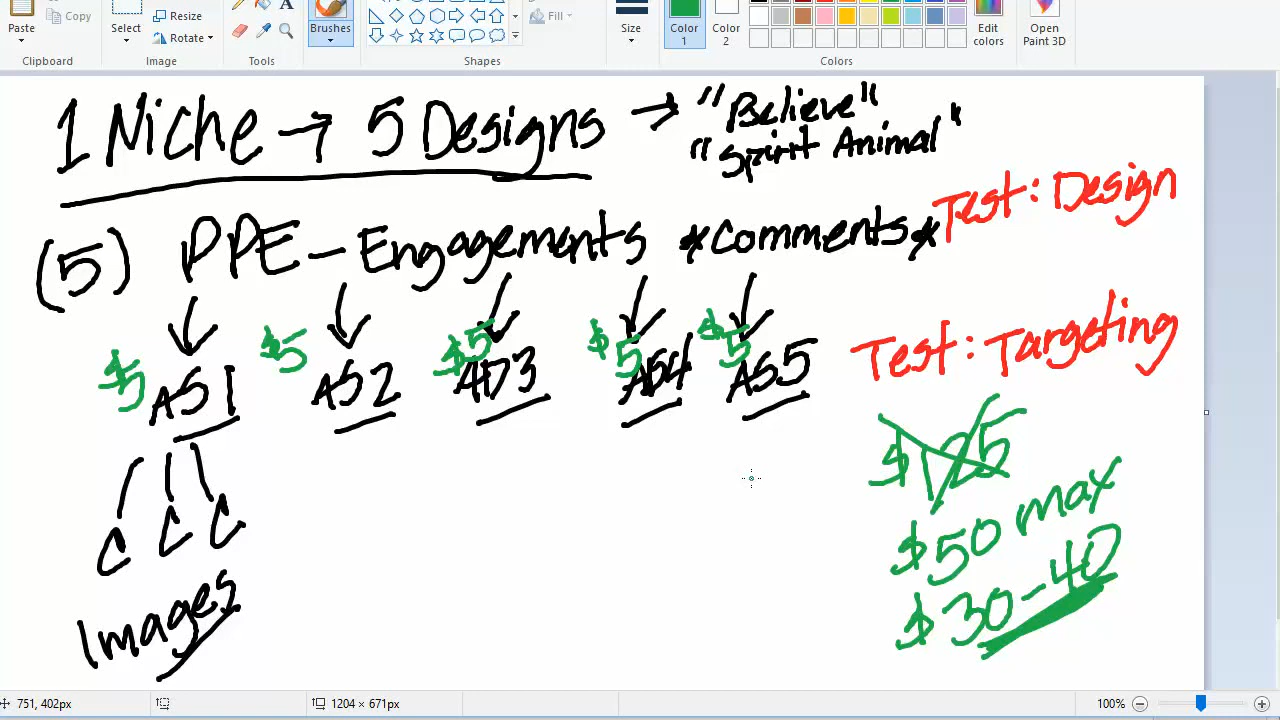 Paste
Copy
Clipboard
Select
Resize
Rotate
Image
A
Tools
Brushes
Shapes
Fill
Size
Color 1
Color 2
Edit colors
Open Paint 3D
Colors
1 Niche → 5 Designs → "Believe"
"Spirit Animal"
Test: Design
(5) PPE - Engagements *Comments*
Test: Targeting
$5 $5 $5 $5 $5
AS1 AS2 AD3 AS4 AS5
$125
C C C
$50 max
$30-40
Images
751, 402px
1204 × 671px
100%